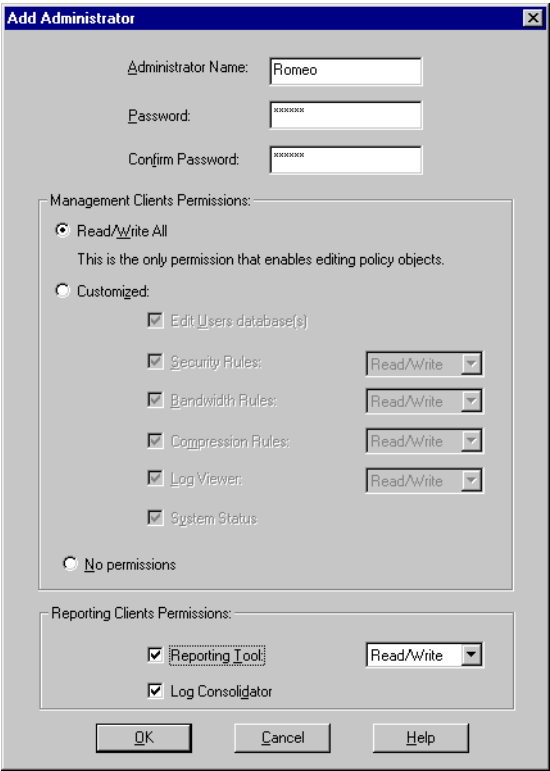 Add Administrator
Administrator Name: Romeo
Password: xxxxxx
Confirm Password: xxxxxx
Management Clients Permissions:
Read/Write All
This is the only permission that enables editing policy objects.
Customized:
Edit Users database(s)
Security Rules: Read/Write
Bandwidth Rules: Read/Write
Compression Rules: Read/Write
Log Viewer: Read/Write
System Status
No permissions
Reporting Clients Permissions:
Reporting Tool Read/Write
Log Consolidator
OK Cancel Help